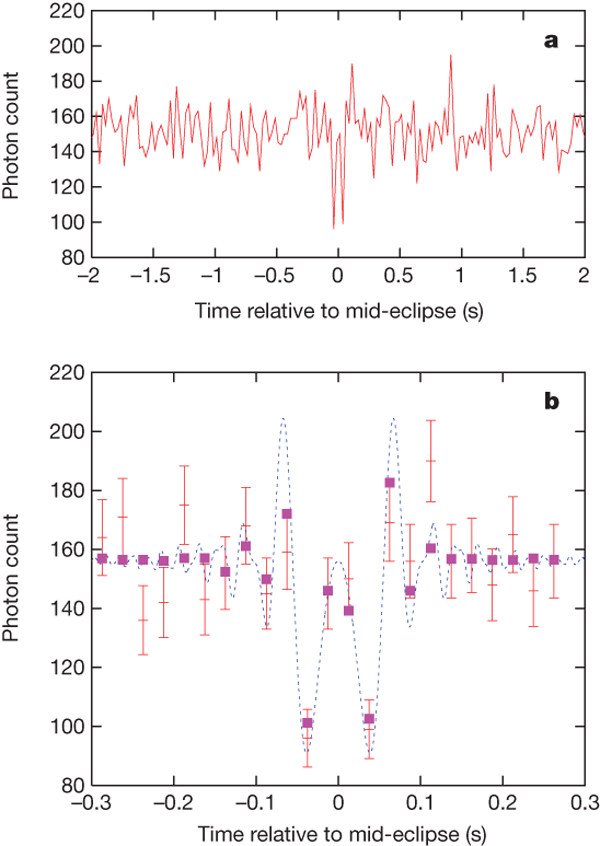 220
a
200
180
160
140
120
100
80
Photon count
−2 −1.5 −1 −0.5 0 0.5 1 1.5 2
Time relative to mid-eclipse (s)
220
b
200
180
160
140
120
100
80
Photon count
−0.3 −0.2 −0.1 0 0.1 0.2 0.3
Time relative to mid-eclipse (s)